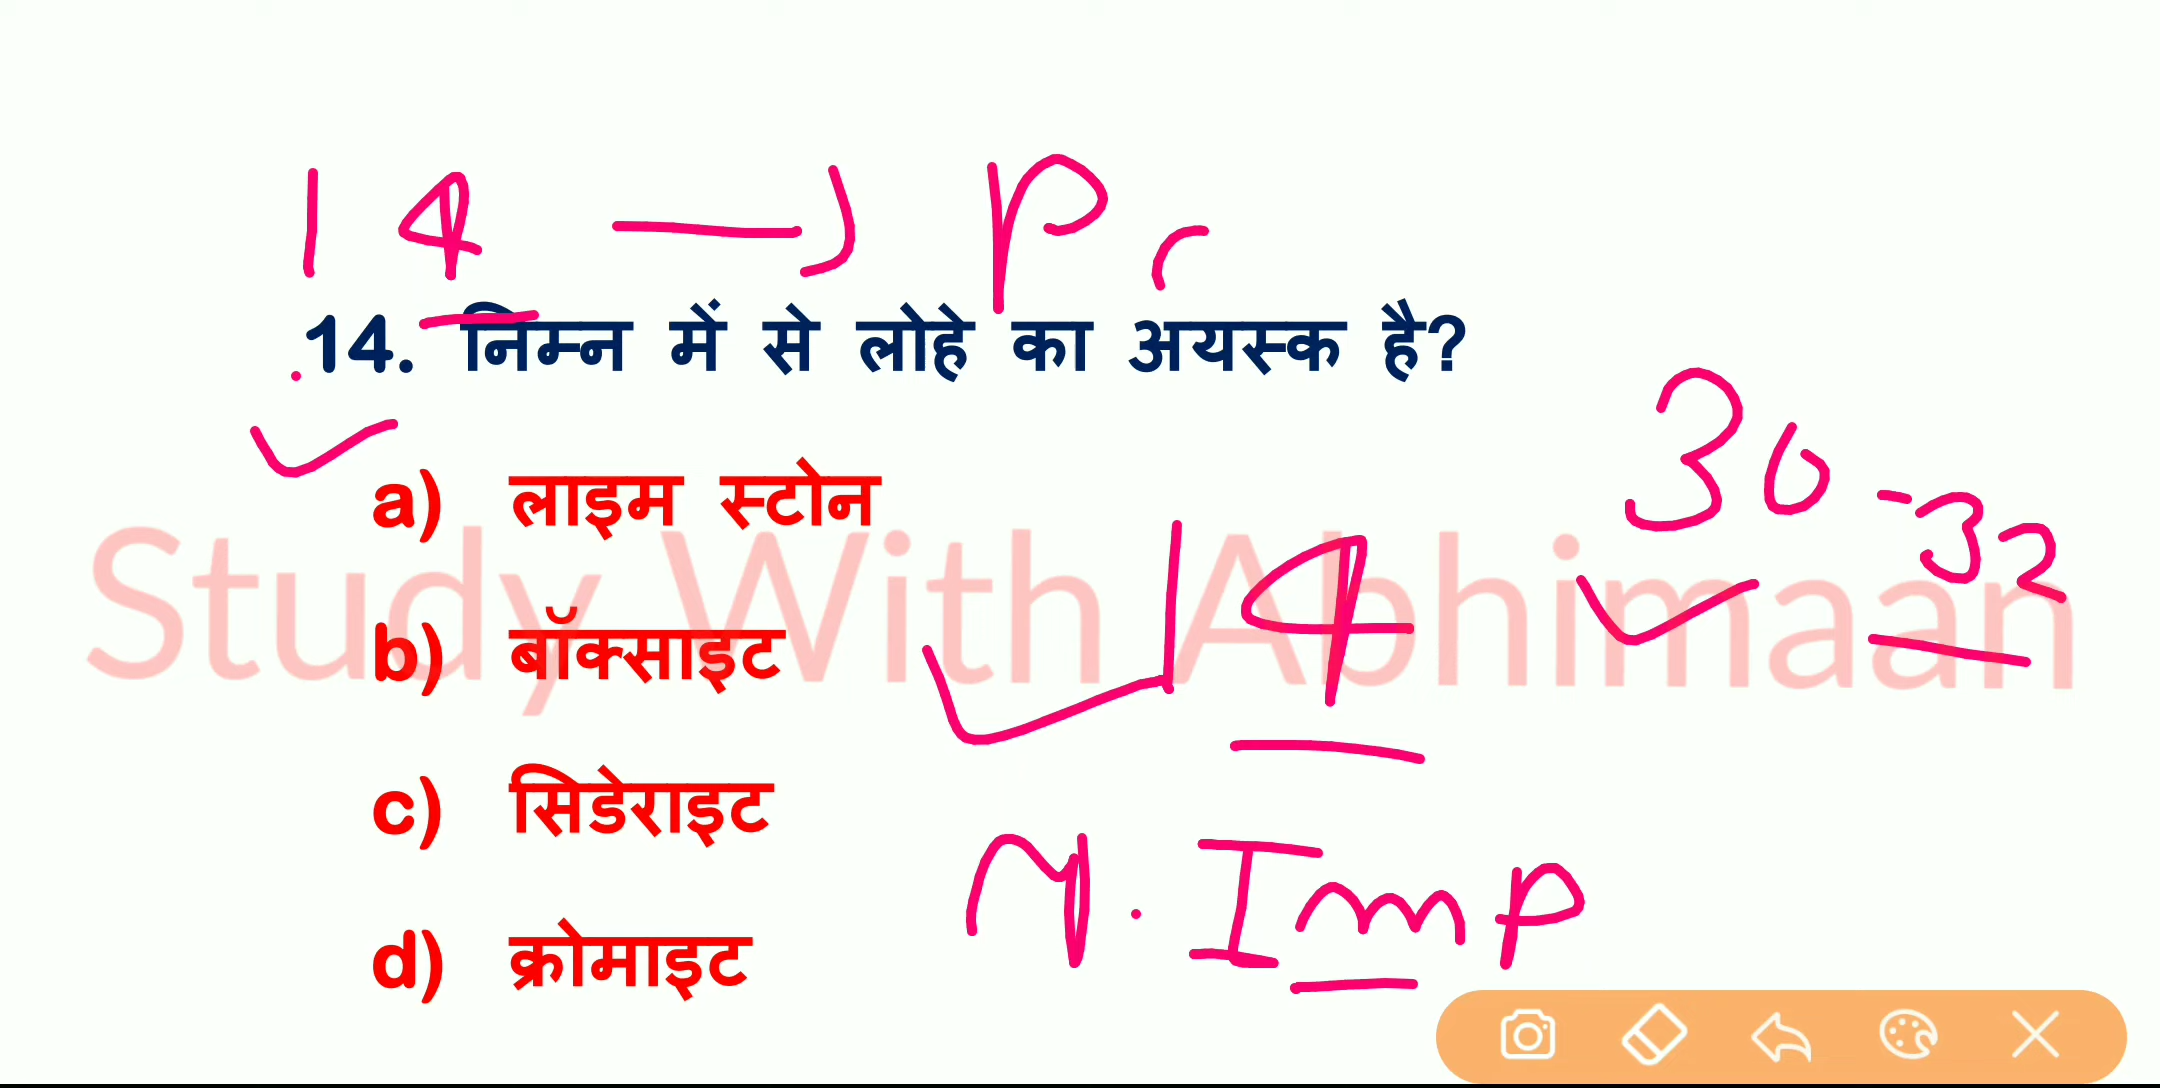 14 → Pr
14. निम्न में से लोहे का अयस्क है?
30-32
a) लाइम स्टोन
Study With Abhimaan
14
b) बॉक्साइट
c) सिडेराइट
M. Imp
d) क्रोमाइट